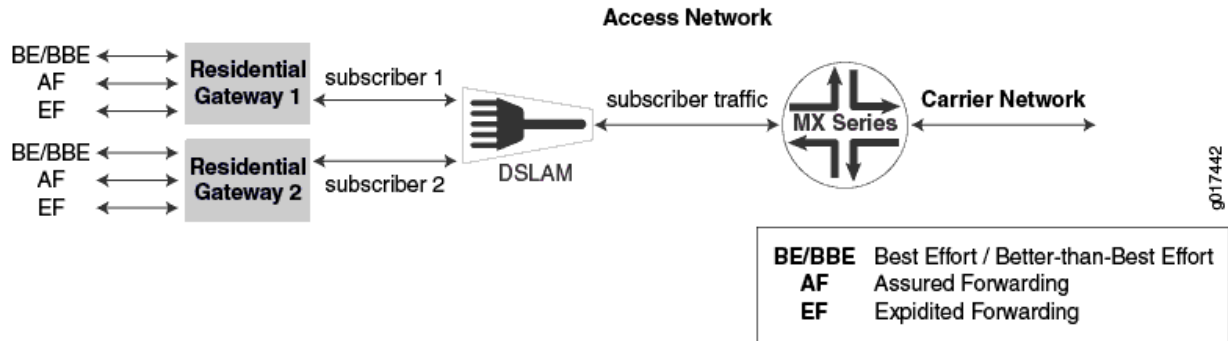 Access Network
BE/BBE
AF
EF
Residential
Gateway 1
subscriber 1
BE/BBE
AF
EF
Residential
Gateway 2
subscriber 2
DSLAM
subscriber traffic
MX Series
Carrier Network
g017442
BE/BBE Best Effort / Better-than-Best Effort
AF Assured Forwarding
EF Expidited Forwarding